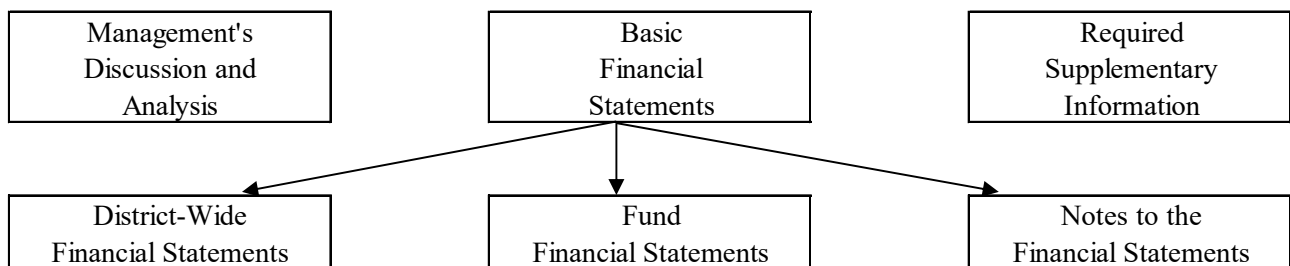 Management's
Discussion and
Analysis
Basic
Financial
Statements
Required
Supplementary
Information
District-Wide
Financial Statements
Fund
Financial Statements
Notes to the
Financial Statements